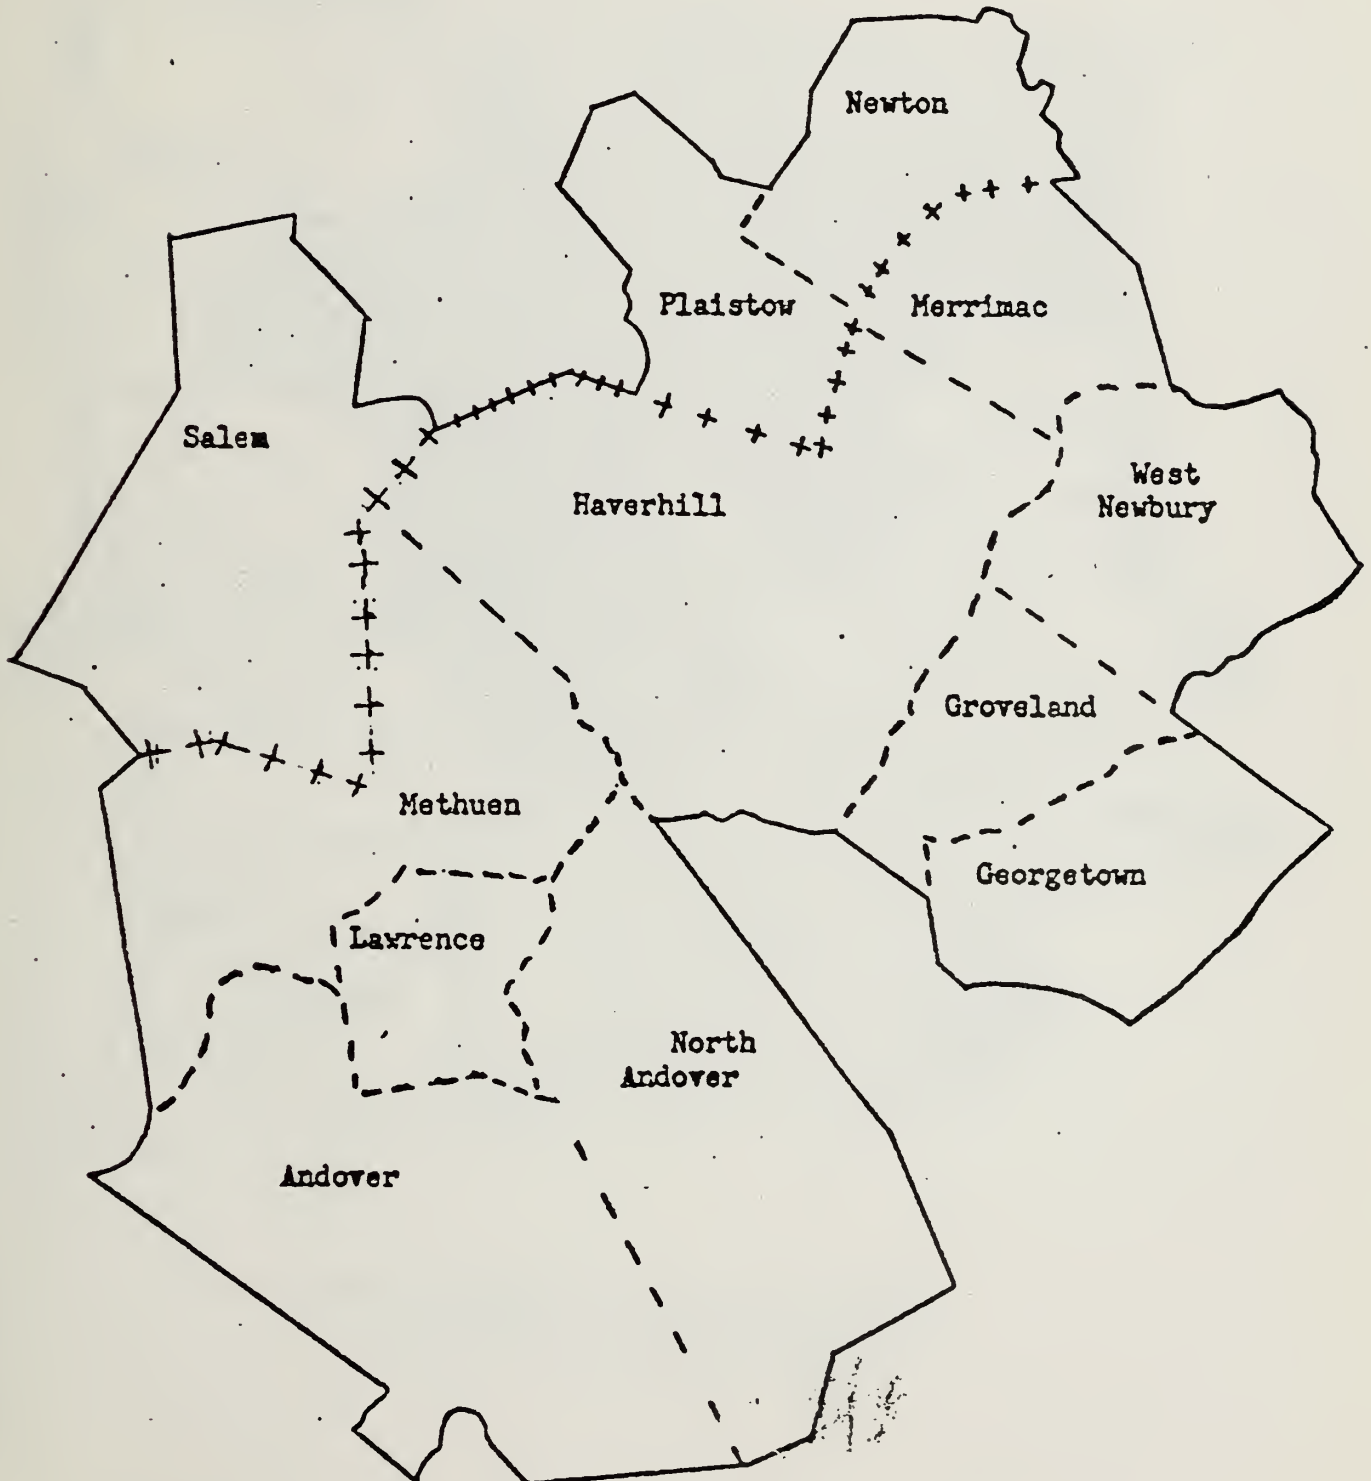 Newton
Plaistow
Merrimac
Salem
West
Newbury
Haverhill
Groveland
Methuen
Georgetown
Lawrence
North
Andover
Andover